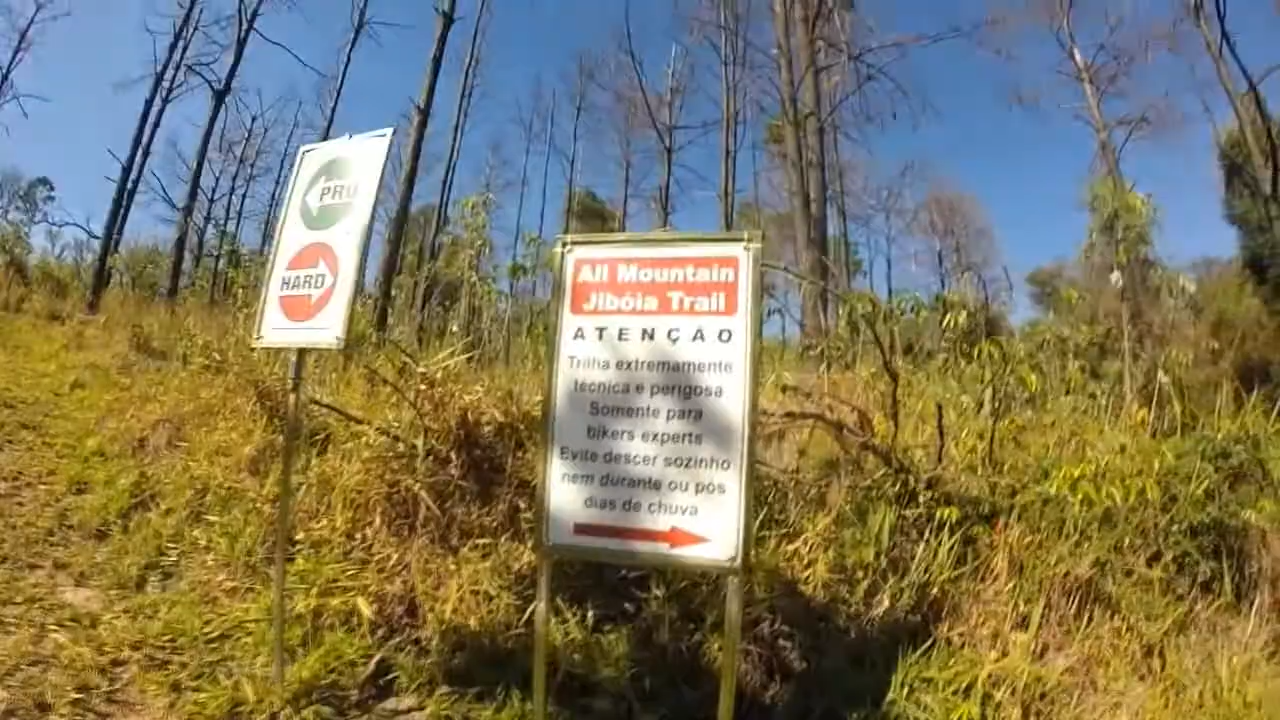 PRU
HARD
All Mountain
Jibóia Trail
ATENÇÃO
Trilha extremamente
técnica e perigosa
Somente para
bikers experts
Evite descer sozinho
nem durante ou pós
dias de chuva